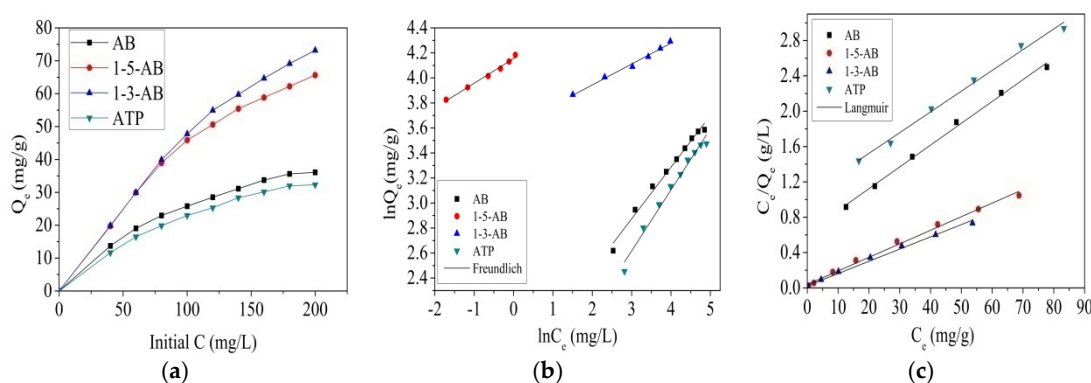 80
70
60
50
40
30
20
10
0
Qe (mg/g)
AB
1-5-AB
1-3-AB
ATP
0 50 100 150 200
Initial C (mg/L)
(a)
4.4
4.2
4.0
3.8
3.6
3.4
3.2
3.0
2.8
2.6
2.4
lnQe(mg/g)
AB
1-5-AB
1-3-AB
ATP
Freundlich
-2 -1 0 1 2 3 4 5
lnCe (mg/L)
(b)
2.8
2.4
2.0
1.6
1.2
0.8
0.4
0.0
Ce/Qe (g/L)
AB
1-5-AB
1-3-AB
ATP
Langmuir
0 10 20 30 40 50 60 70 80 90
Ce (mg/g)
(c)